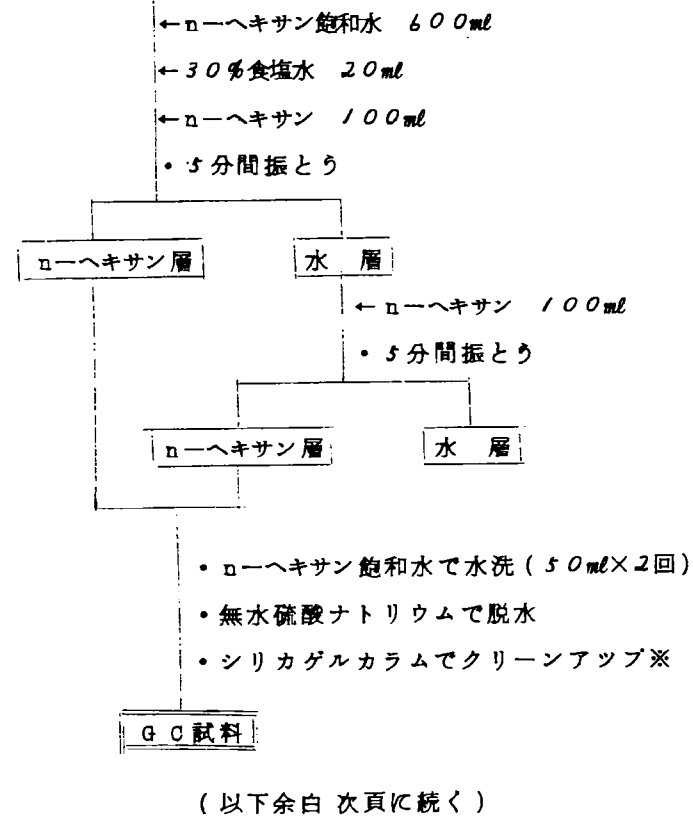 ←n－ヘキサン飽和水 600ml
←30%食塩水 20ml
←n－ヘキサン 100ml
・5分間振とう
n－ヘキサン層 水 層
←n－ヘキサン 100ml
・5分間振とう
n－ヘキサン層 水 層
・n－ヘキサン飽和水で水洗(50ml×2回)
・無水硫酸ナトリウムで脱水
・シリカゲルカラムでクリーンアップ※
GC試料
(以下余白 次頁に続く)